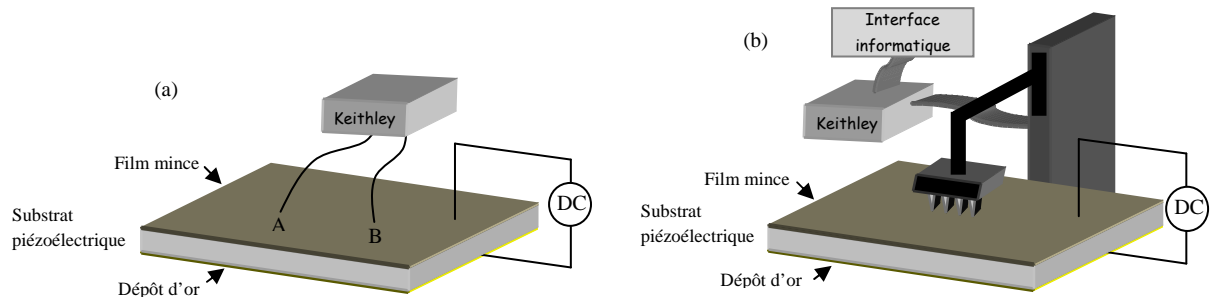 (a)
Keithley
Film mince
Substrat
piézoélectrique
A
B
DC
Dépôt d'or
(b)
Interface
informatique
Keithley
Film mince
Substrat
piézoélectrique
DC
Dépôt d'or